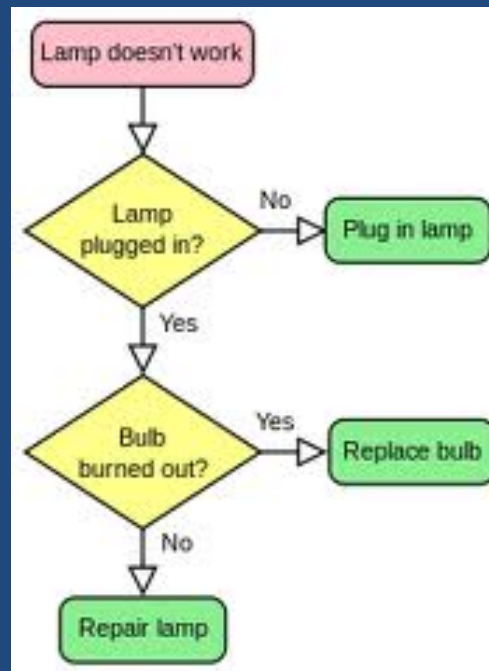 Lamp doesn't work
Lamp
plugged in?
No
Plug in lamp
Yes
Bulb
burned out?
Yes
Replace bulb
No
Repair lamp